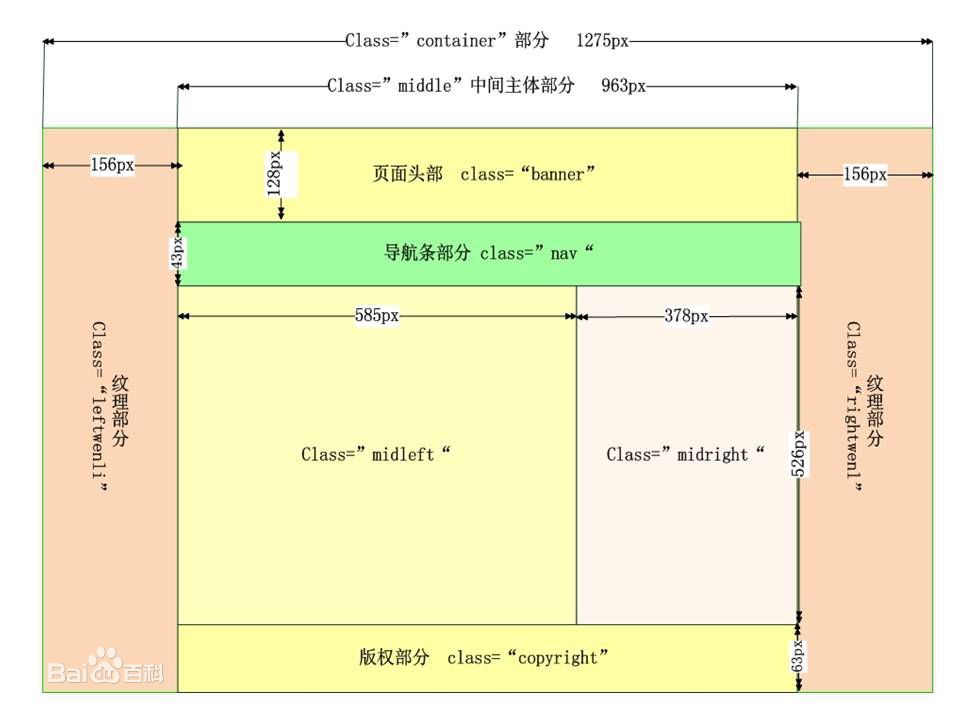 Class=”container”部分 1275px
Class=”middle”中间主体部分 963px
156px
128px
页面头部 class=“banner”
156px
43px
导航条部分 class=”nav“
585px
378px
纹理部分
Class=“leftwenli”
Class=”midleft“
Class=”midright“
526px
纹理部分
Class=“rightwenl”
版权部分 class=“copyright”
63px
Bai百科